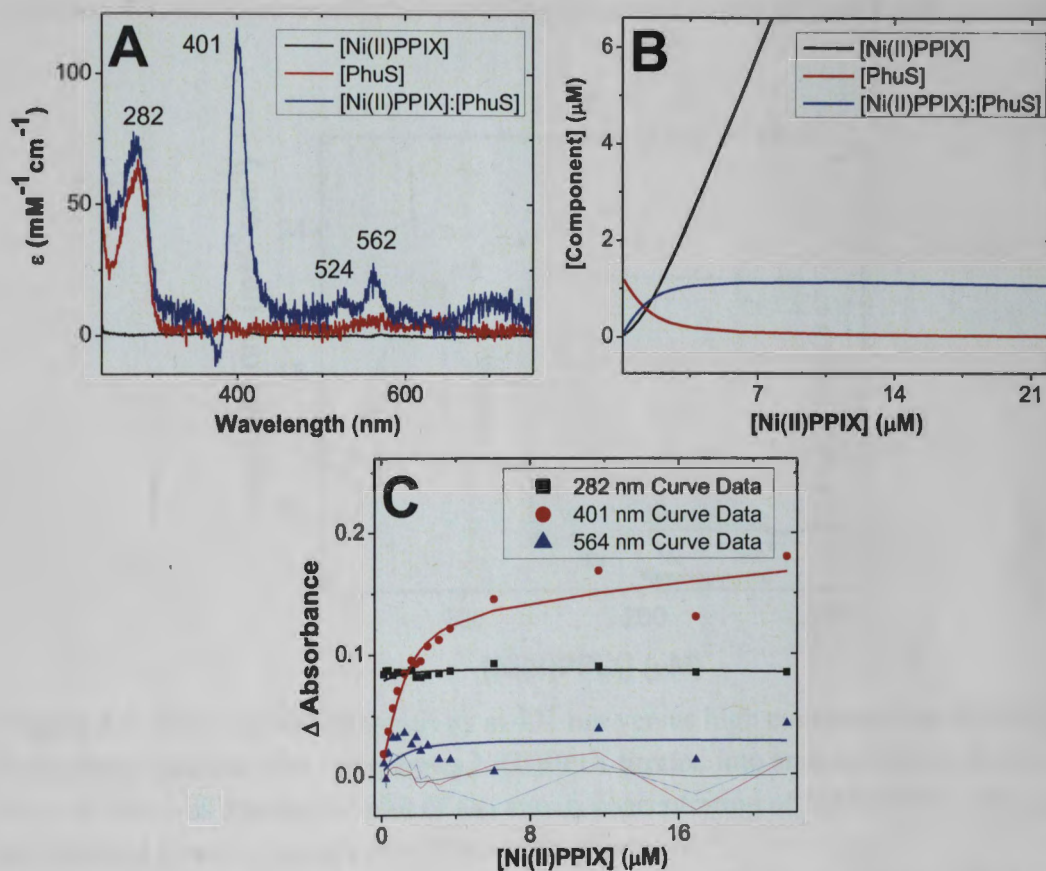 A
[Ni(II)PPIX]
[PhuS]
[Ni(II)PPIX]:[PhuS]
401
282
524
562
100
50
0
400
600
ε (mM⁻¹ cm⁻¹)
Wavelength (nm)
B
[Ni(II)PPIX]
[PhuS]
[Ni(II)PPIX]:[PhuS]
6
4
2
0
7
14
21
[Component] (μM)
[Ni(II)PPIX] (μM)
C
282 nm Curve Data
401 nm Curve Data
564 nm Curve Data
0.2
0.1
0.0
0
8
16
Δ Absorbance
[Ni(II)PPIX] (μM)